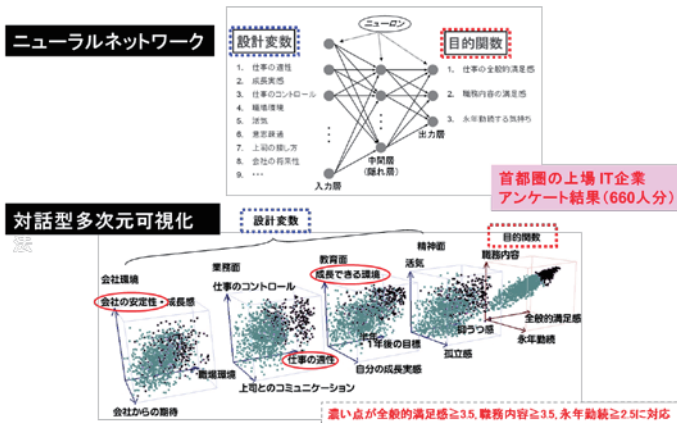 ニューラルネットワーク
設計変数
1. 仕事の適性
2. 成長実感
3. 仕事のコントロール
4. 職場環境
5. 活気
6. 意思疎通
7. 上司の接し方
8. 会社の将来性
9. ・・・
ニューロン
入力層
中間層
(隠れ層)
出力層
目的関数
1. 仕事の全般的満足感
2. 職務内容の満足感
3. 永年勤続する気持ち
首都圏の上場IT企業
アンケート結果(660人分)
対話型多次元可視化
法
設計変数
会社環境
会社の安定性・成長感
職場環境
会社からの期待
業務面
仕事のコントロール
仕事の適性
上司とのコミュニケーション
教育面
成長できる環境
1年後の目標
自分の成長実感
精神面
活気
抑うつ感
孤立感
目的関数
職務内容
全般的満足感
永年勤続
濃い点が全般的満足感≧3.5,職務内容≧3.5,永年勤続≧2.5に対応